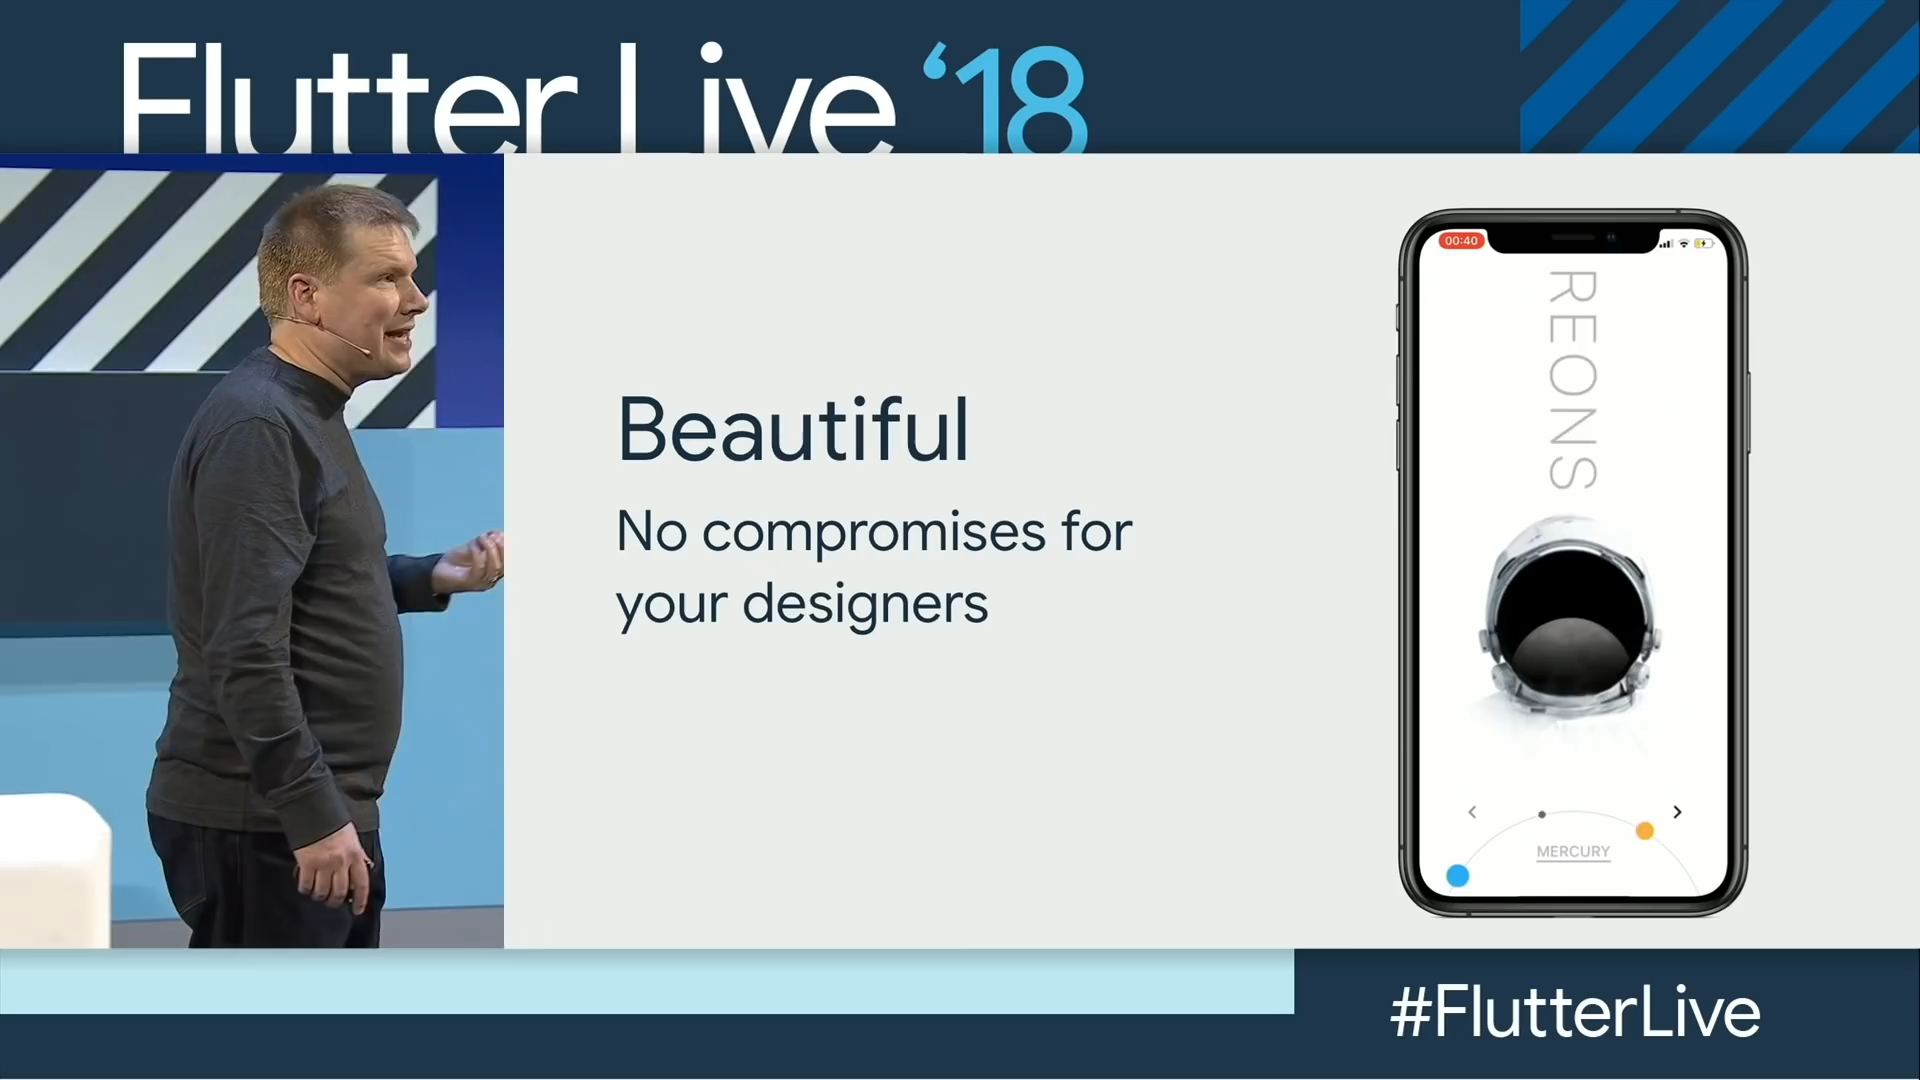 Flutter Live ‘18
00:40
REONS
Beautiful
No compromises for
your designers
MERCURY
#FlutterLive